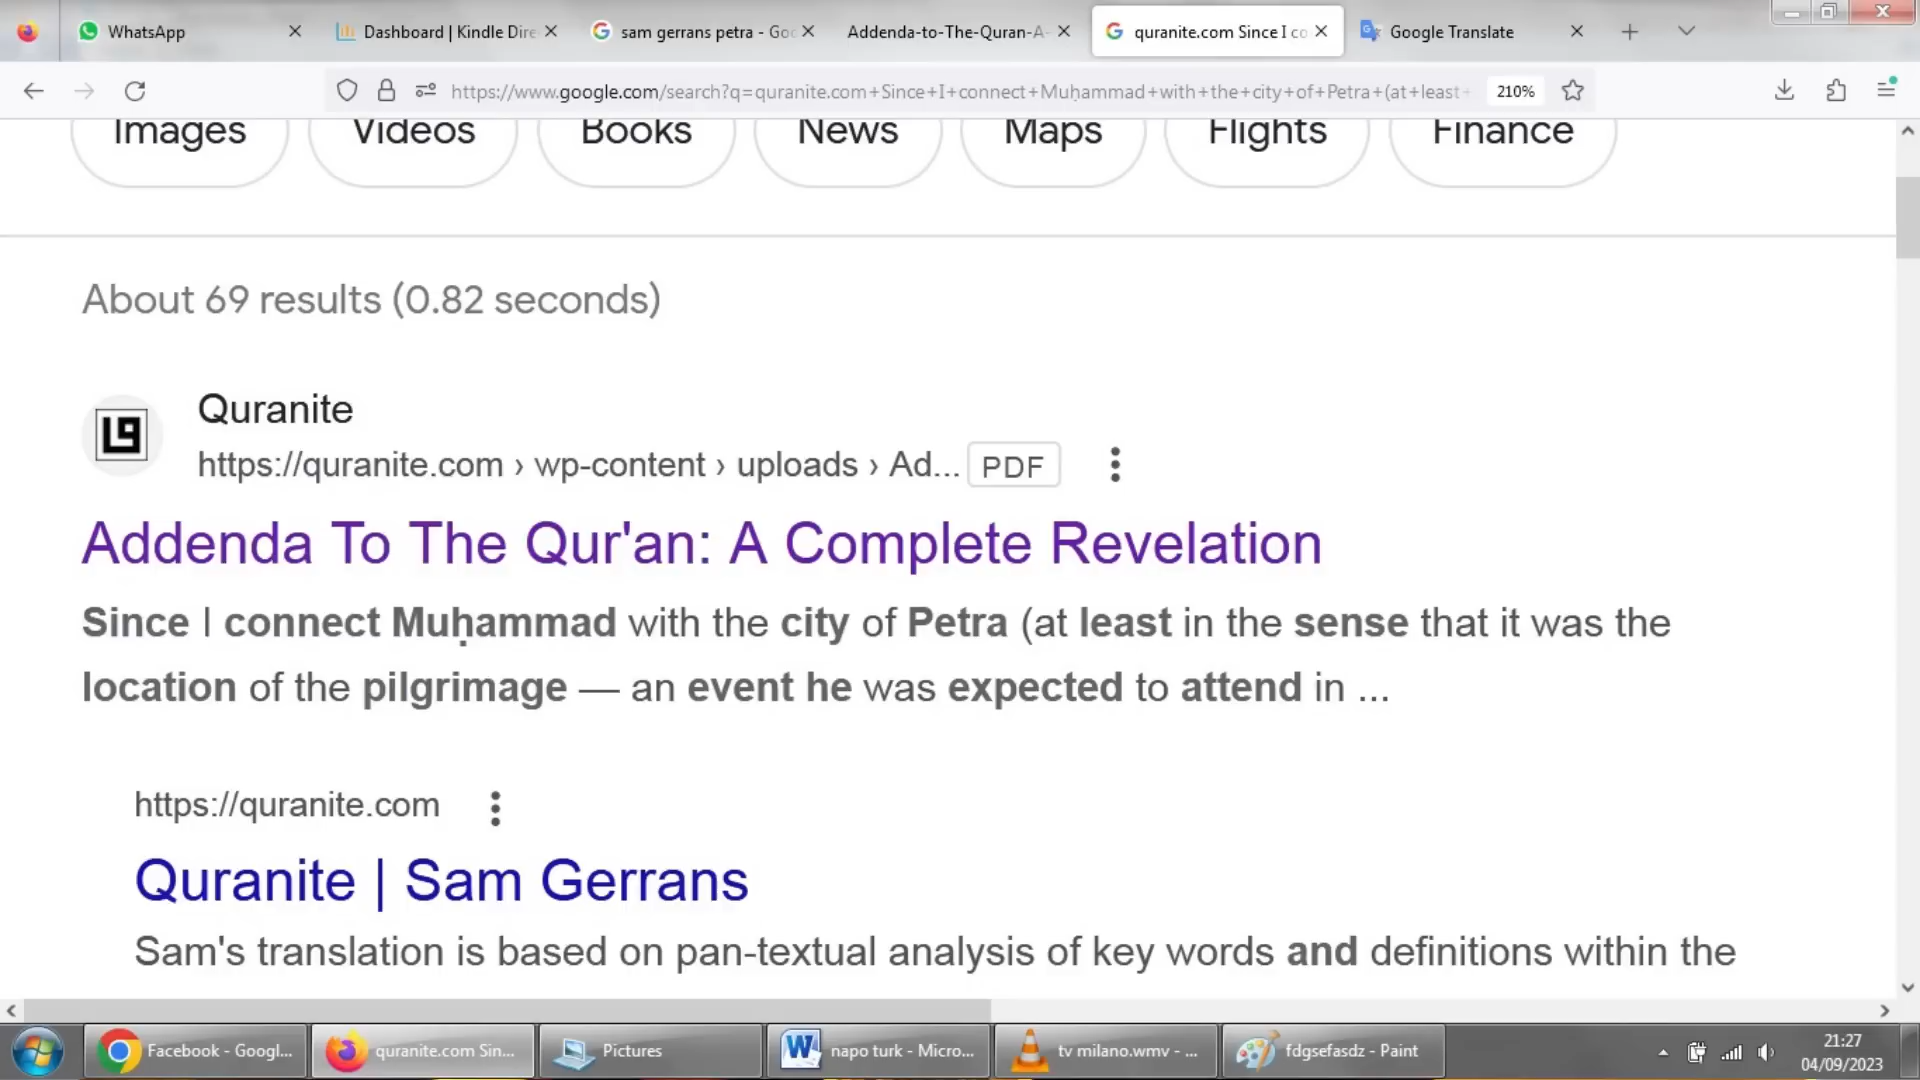 WhatsApp
Dashboard | Kindle Dire
sam gerrans petra - Goo
Addenda-to-The-Quran-A-
quranite.com Since I co
Google Translate
https://www.google.com/search?q=quranite.com+Since+I+connect+Muḥammad+with+the+city+of+Petra+(at+least+
210%
Images
Videos
Books
News
Maps
Flights
Finance
About 69 results (0.82 seconds)
Quranite
https://quranite.com › wp-content › uploads › Ad... PDF
Addenda To The Qur'an: A Complete Revelation
Since I connect Muḥammad with the city of Petra (at least in the sense that it was the
location of the pilgrimage — an event he was expected to attend in ...
https://quranite.com
Quranite | Sam Gerrans
Sam's translation is based on pan-textual analysis of key words and definitions within the
Facebook - Googl...
quranite.com Sin...
Pictures
napo turk - Micro...
tv milano.wmv - ...
fdgsefasdz - Paint
21:27
04/09/2023